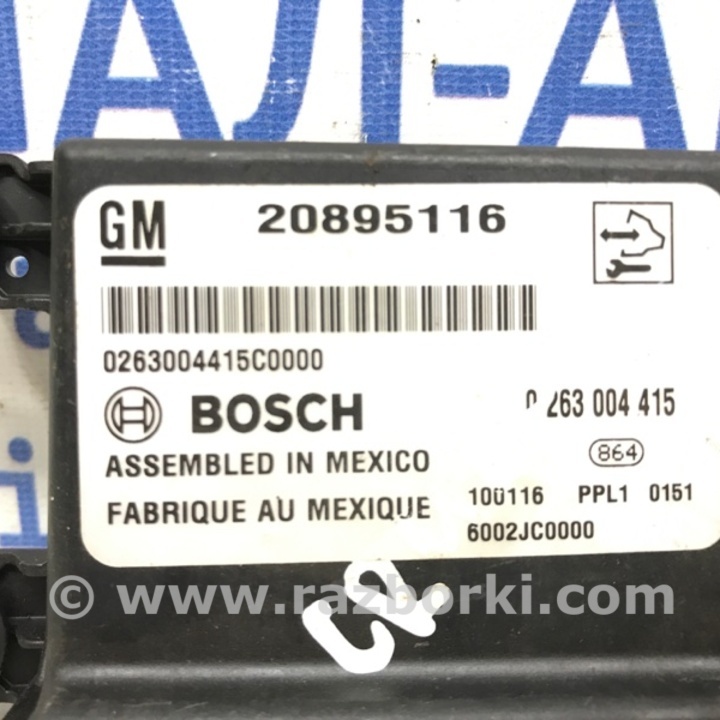 GM 20895116
0263004415C0000
BOSCH 0 263 004 415
ASSEMBLED IN MEXICO 864
FABRIQUE AU MEXIQUE 100116 PPL1 0151
6002JC0000
© www.razborki.com